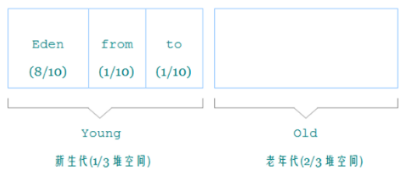 Eden from to
(8/10) (1/10) (1/10)
Young Old
新生代(1/3堆空间) 老年代(2/3堆空间)